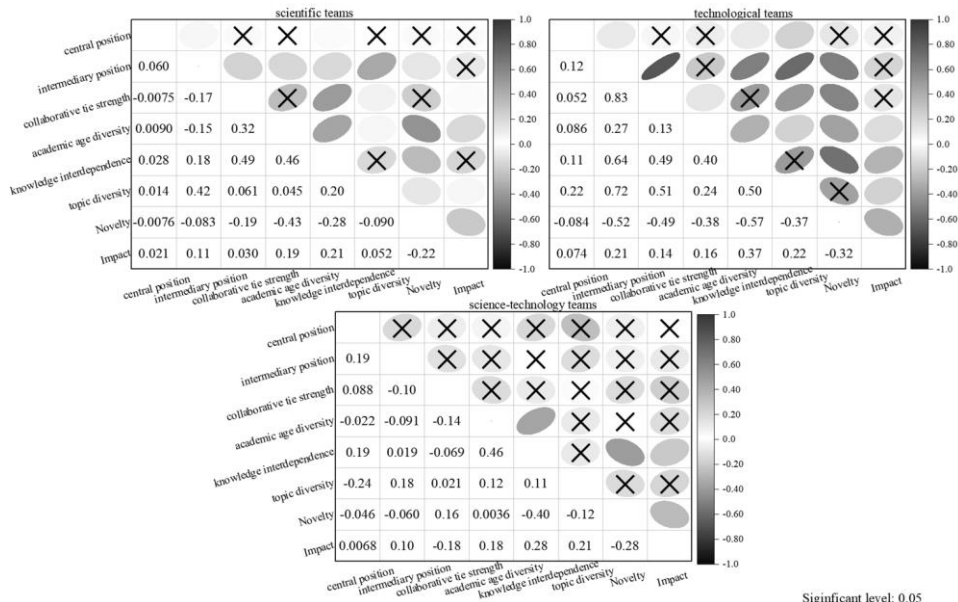 scientific teams
central position
intermediary position 0.060
collaborative tie strength -0.0075 -0.17
academic age diversity 0.0090 -0.15 0.32
knowledge interdependence 0.028 0.18 0.49 0.46
topic diversity 0.014 0.42 0.061 0.045 0.20
Novelty -0.0076 -0.083 -0.19 -0.43 -0.28 -0.090
Impact 0.021 0.11 0.030 0.19 0.21 0.052 -0.22
central position intermediary position collaborative tie strength academic age diversity knowledge interdependence topic diversity Novelty Impact
1.0
0.80
0.60
0.40
0.20
0.0
-0.20
-0.40
-0.60
-0.80
-1.0
technological teams
0.12
0.052 0.83
0.086 0.27 0.13
0.11 0.64 0.49 0.40
0.22 0.72 0.51 0.24 0.50
-0.084 -0.52 -0.49 -0.38 -0.57 -0.37
0.074 0.21 0.14 0.16 0.37 0.22 -0.32
central position intermediary position collaborative tie strength academic age diversity knowledge interdependence topic diversity Novelty Impact
1.0
0.80
0.60
0.40
0.20
0.0
-0.20
-0.40
-0.60
-0.80
-1.0
science-technology teams
central position
intermediary position 0.19
collaborative tie strength 0.088 -0.10
academic age diversity -0.022 -0.091 -0.14
knowledge interdependence 0.19 0.019 -0.069 0.46
topic diversity -0.24 0.18 0.021 0.12 0.11
Novelty -0.046 -0.060 0.16 0.0036 -0.40 -0.12
Impact 0.0068 0.10 -0.18 0.18 0.28 0.21 -0.28
central position intermediary position collaborative tie strength academic age diversity knowledge interdependence topic diversity Novelty Impact
1.0
0.80
0.60
0.40
0.20
0.0
-0.20
-0.40
-0.60
-0.80
-1.0
Siginficant level: 0.05